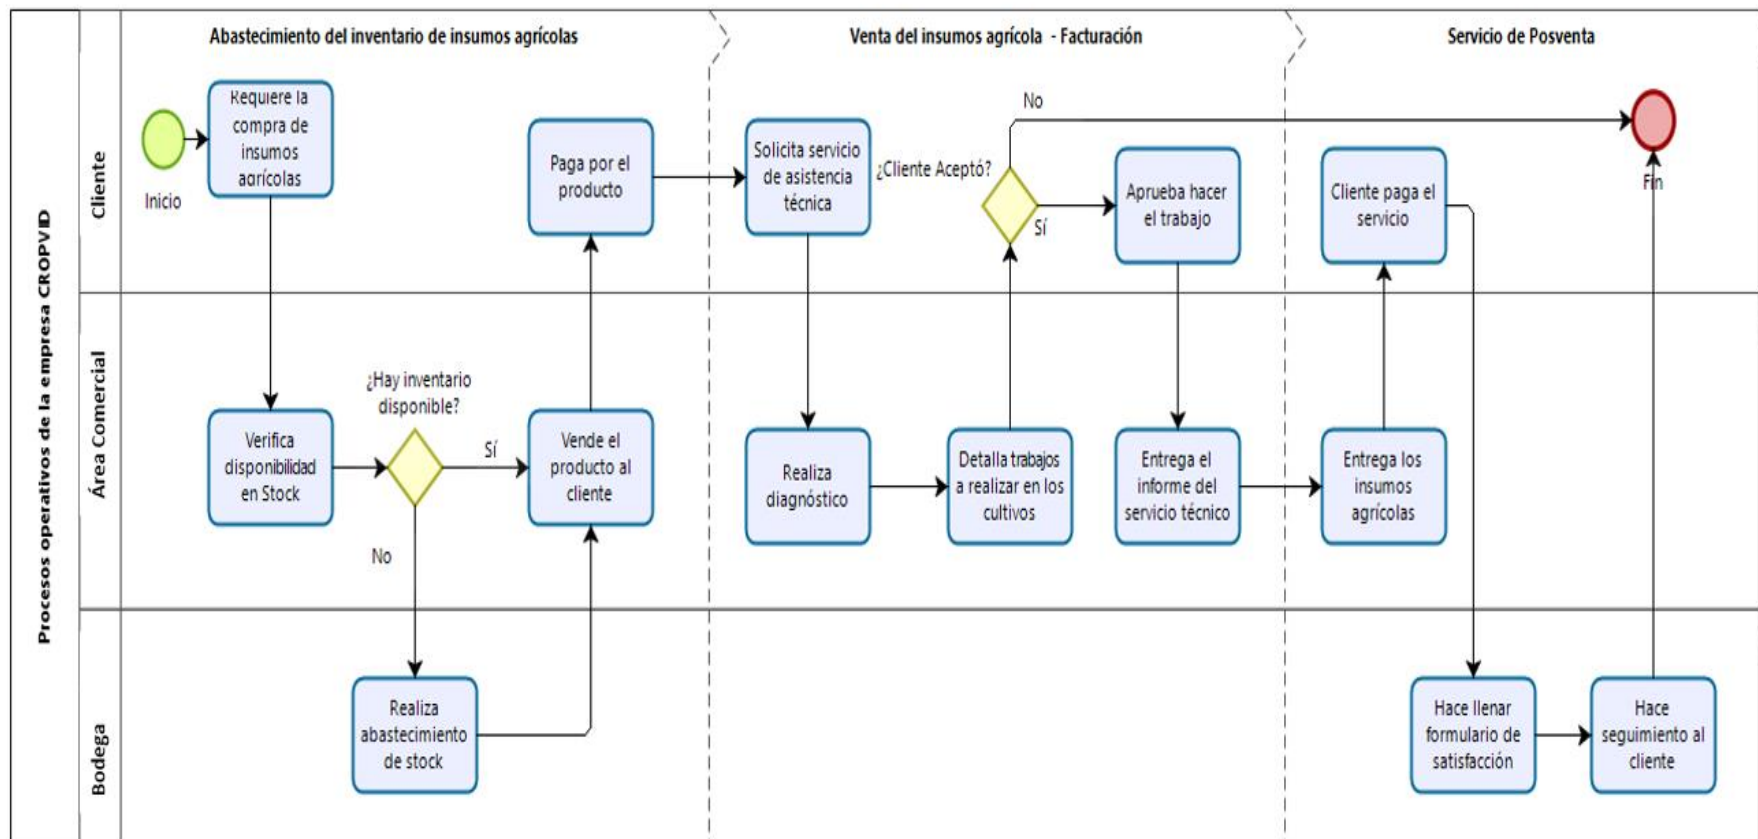 Procesos operativos de la empresa CROPVID
Abastecimiento del inventario de insumos agrícolas
Venta del insumos agrícola - Facturación
Servicio de Posventa
Cliente
Inicio
Requiere la
compra de
insumos
agrícolas
Paga por el
producto
Solicita servicio
de asistencia
técnica
¿Cliente Aceptó?
No
Sí
Aprueba hacer
el trabajo
Cliente paga el
servicio
Fin
Área Comercial
Verifica
disponibilidad
en Stock
¿Hay inventario
disponible?
Sí
No
Vende el
producto al
cliente
Realiza
diagnóstico
Detalla trabajos
a realizar en los
cultivos
Entrega el
informe del
servicio técnico
Entrega los
insumos
agrícolas
Bodega
Realiza
abastecimiento
de stock
Hace llenar
formulario de
satisfacción
Hace
seguimiento al
cliente